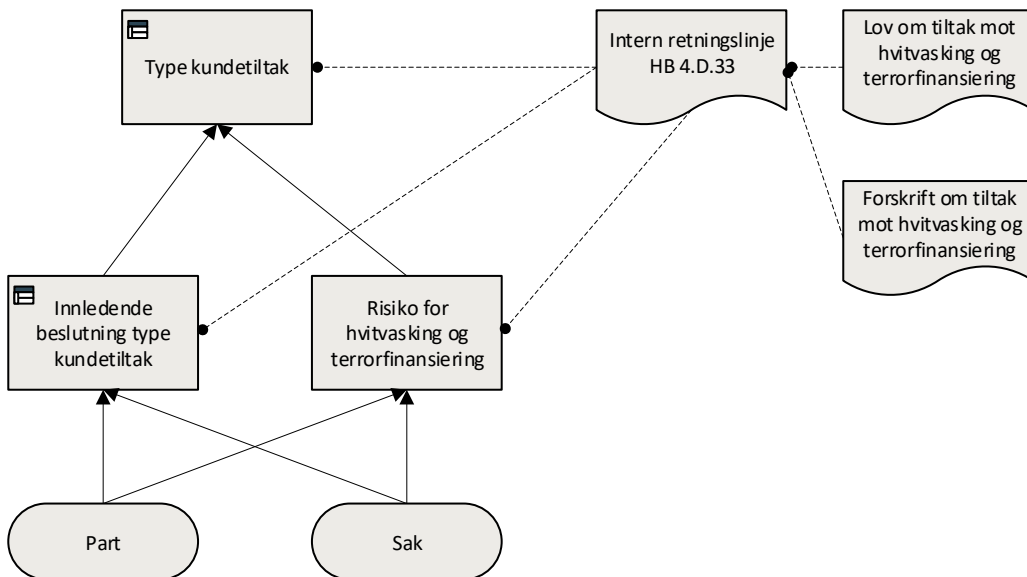 Type kundetiltak
Intern retningslinje
HB 4.D.33
Lov om tiltak mot
hvitvasking og
terrorfinansiering
Forskrift om tiltak
mot hvitvasking og
terrorfinansiering
Innledende
beslutning type
kundetiltak
Risiko for
hvitvasking og
terrorfinansiering
Part
Sak